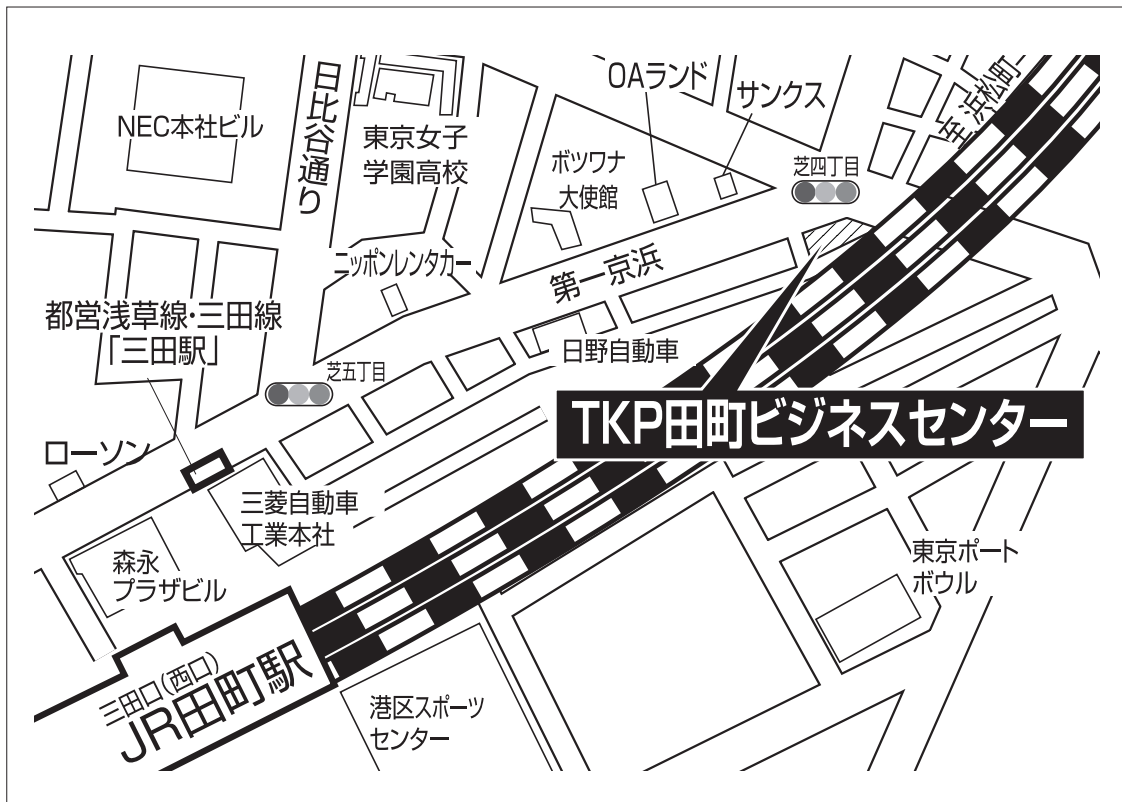 OAランド
サンクス
至 浜松町
NEC本社ビル
日比谷通り
東京女子
学園高校
ボツワナ
大使館
芝四丁目
ニッポンレンタカー
第一京浜
都営浅草線・三田線
「三田駅」
日野自動車
芝五丁目
TKP田町ビジネスセンター
ローソン
三菱自動車
工業本社
森永
プラザビル
東京ポート
ボウル
三田口(西口)
JR田町駅
港区スポーツ
センター